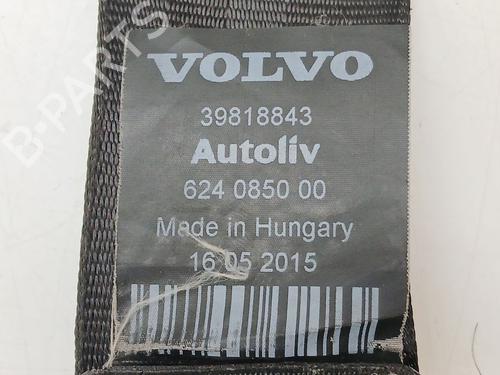 B-PARTS
VOLVO
39818843
Autoliv
624 0850 00
Made in Hungary
16 05 2015